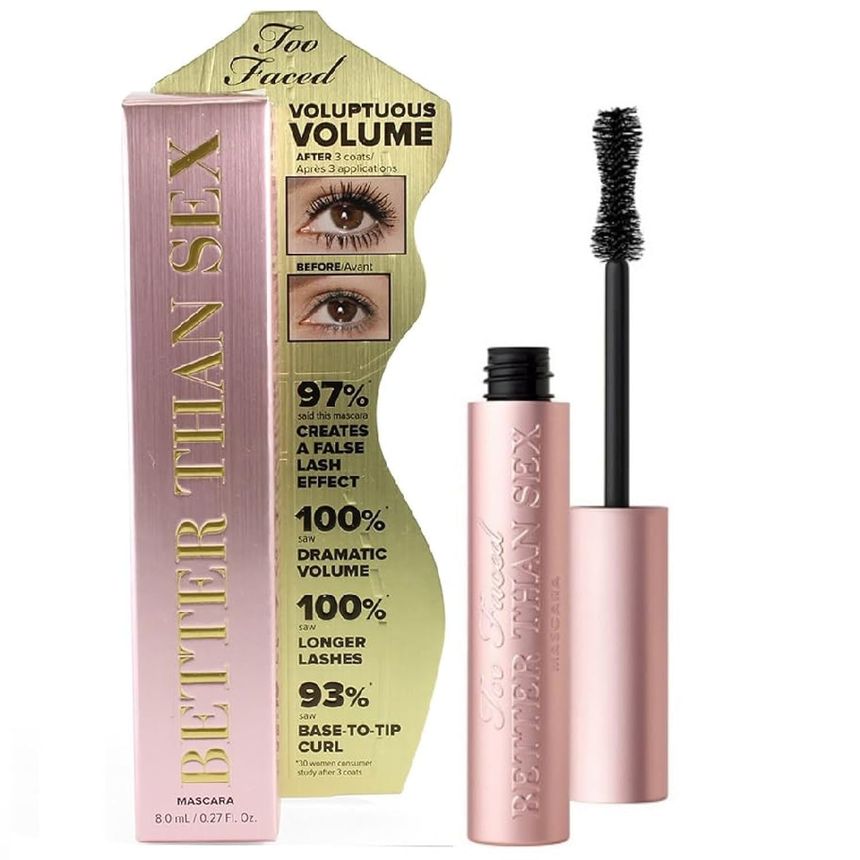 Too
Faced
VOLUPTUOUS
VOLUME
AFTER 3 coats/
Après 3 applications
BEFORE/Avant
97%*
said this mascara
CREATES
A FALSE
LASH
EFFECT
100%*
saw
DRAMATIC
VOLUME
100%*
saw
LONGER
LASHES
93%*
saw
BASE-TO-TIP
CURL
*30 women consumer
study after 3 coats
BETTER THAN SEX
MASCARA
8.0 mL / 0.27 Fl. Oz.
Too Faced
BETTER THAN SEX
MASCARA